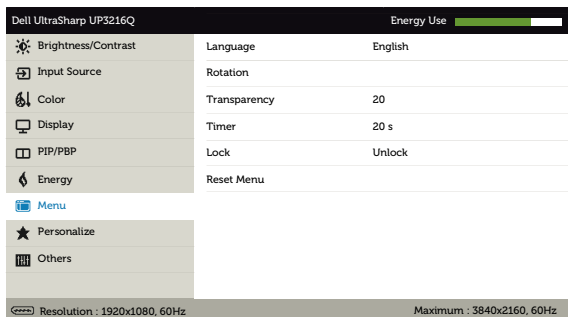 Dell UltraSharp UP3216Q Energy Use
Brightness/Contrast Language English
Input Source Rotation
Color Transparency 20
Display Timer 20 s
PIP/PBP Lock Unlock
Energy Reset Menu
Menu
Personalize
Others
Resolution : 1920x1080, 60Hz Maximum : 3840x2160, 60Hz